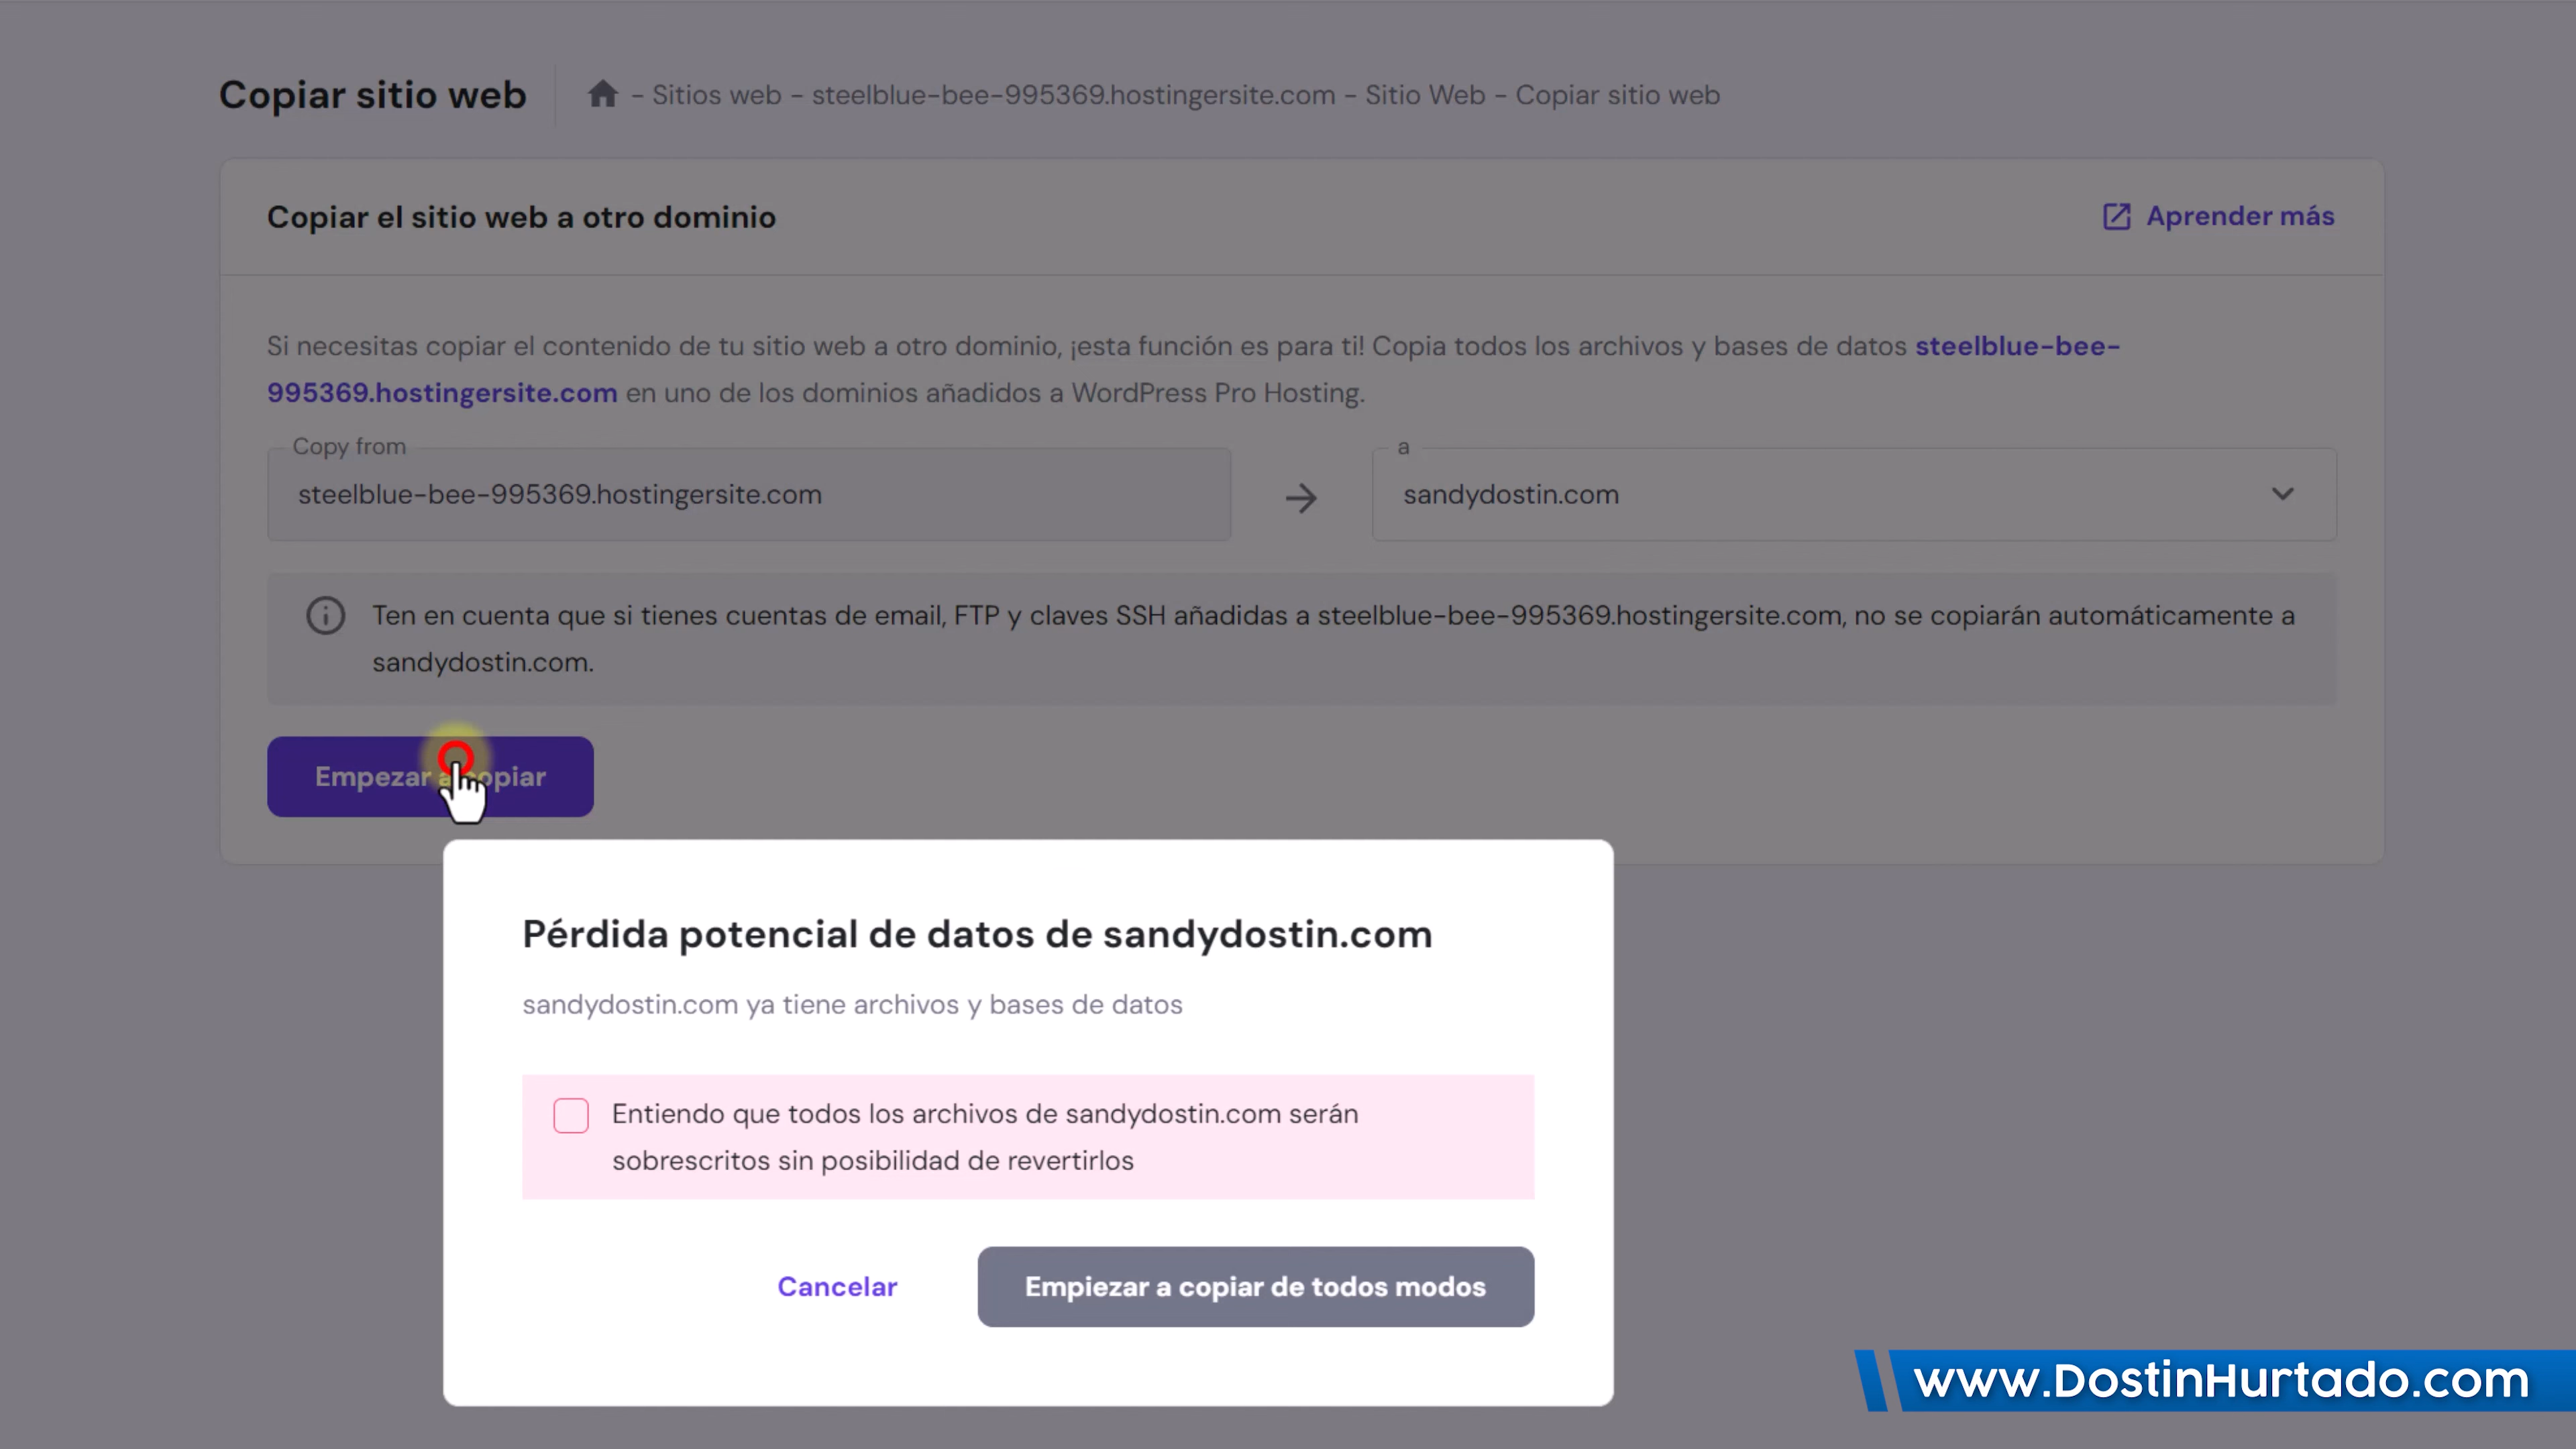 Copiar sitio web
- Sitios web - steelblue-bee-995369.hostingersite.com - Sitio Web - Copiar sitio web
Copiar el sitio web a otro dominio
Aprender más
Si necesitas copiar el contenido de tu sitio web a otro dominio, ¡esta función es para ti! Copia todos los archivos y bases de datos steelblue-bee-
995369.hostingersite.com en uno de los dominios añadidos a WordPress Pro Hosting.
Copy from
steelblue-bee-995369.hostingersite.com
a
sandydostin.com
Ten en cuenta que si tienes cuentas de email, FTP y claves SSH añadidas a steelblue-bee-995369.hostingersite.com, no se copiarán automáticamente a
sandydostin.com.
Empezar a copiar
Pérdida potencial de datos de sandydostin.com
sandydostin.com ya tiene archivos y bases de datos
Entiendo que todos los archivos de sandydostin.com serán
sobrescritos sin posibilidad de revertirlos
Cancelar
Empiezar a copiar de todos modos
www.DostinHurtado.com